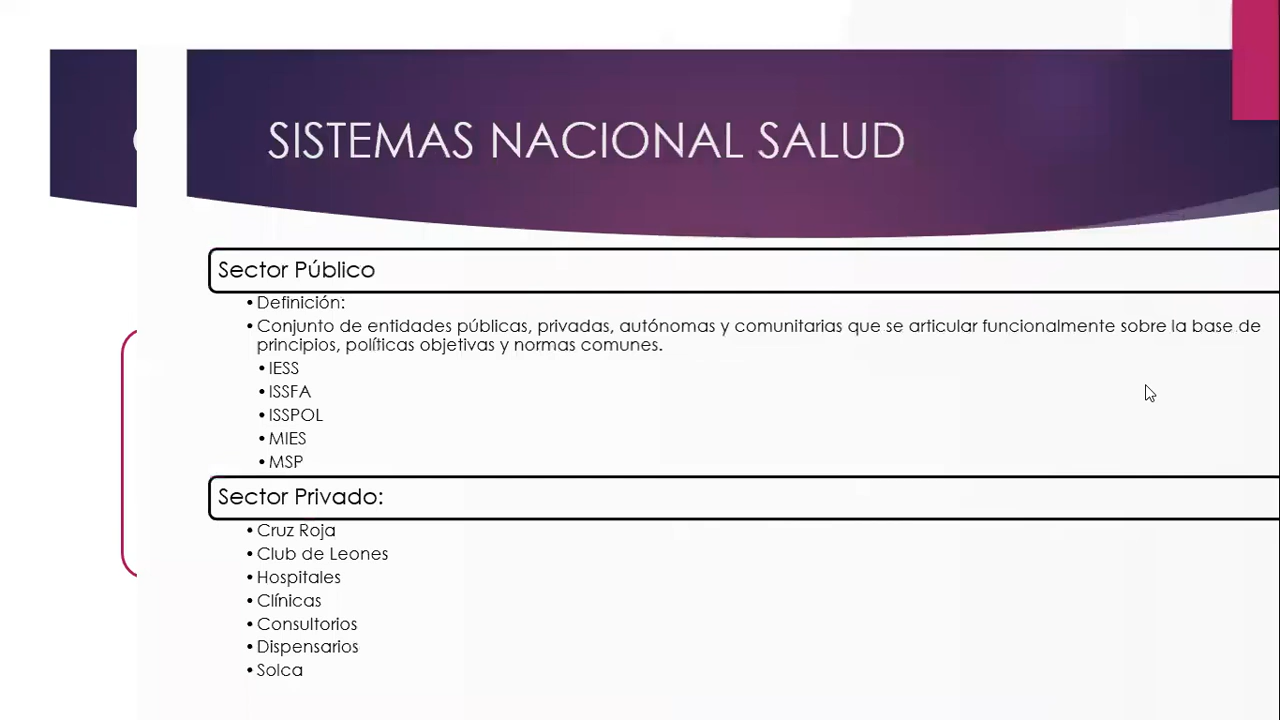 SISTEMAS NACIONAL SALUD
Sector Público
• Definición:
• Conjunto de entidades públicas, privadas, autónomas y comunitarias que se articular funcionalmente sobre la base de
principios, políticas objetivas y normas comunes.
• IESS
• ISSFA
• ISSPOL
• MIES
• MSP
Sector Privado:
• Cruz Roja
• Club de Leones
• Hospitales
• Clínicas
• Consultorios
• Dispensarios
• Solca